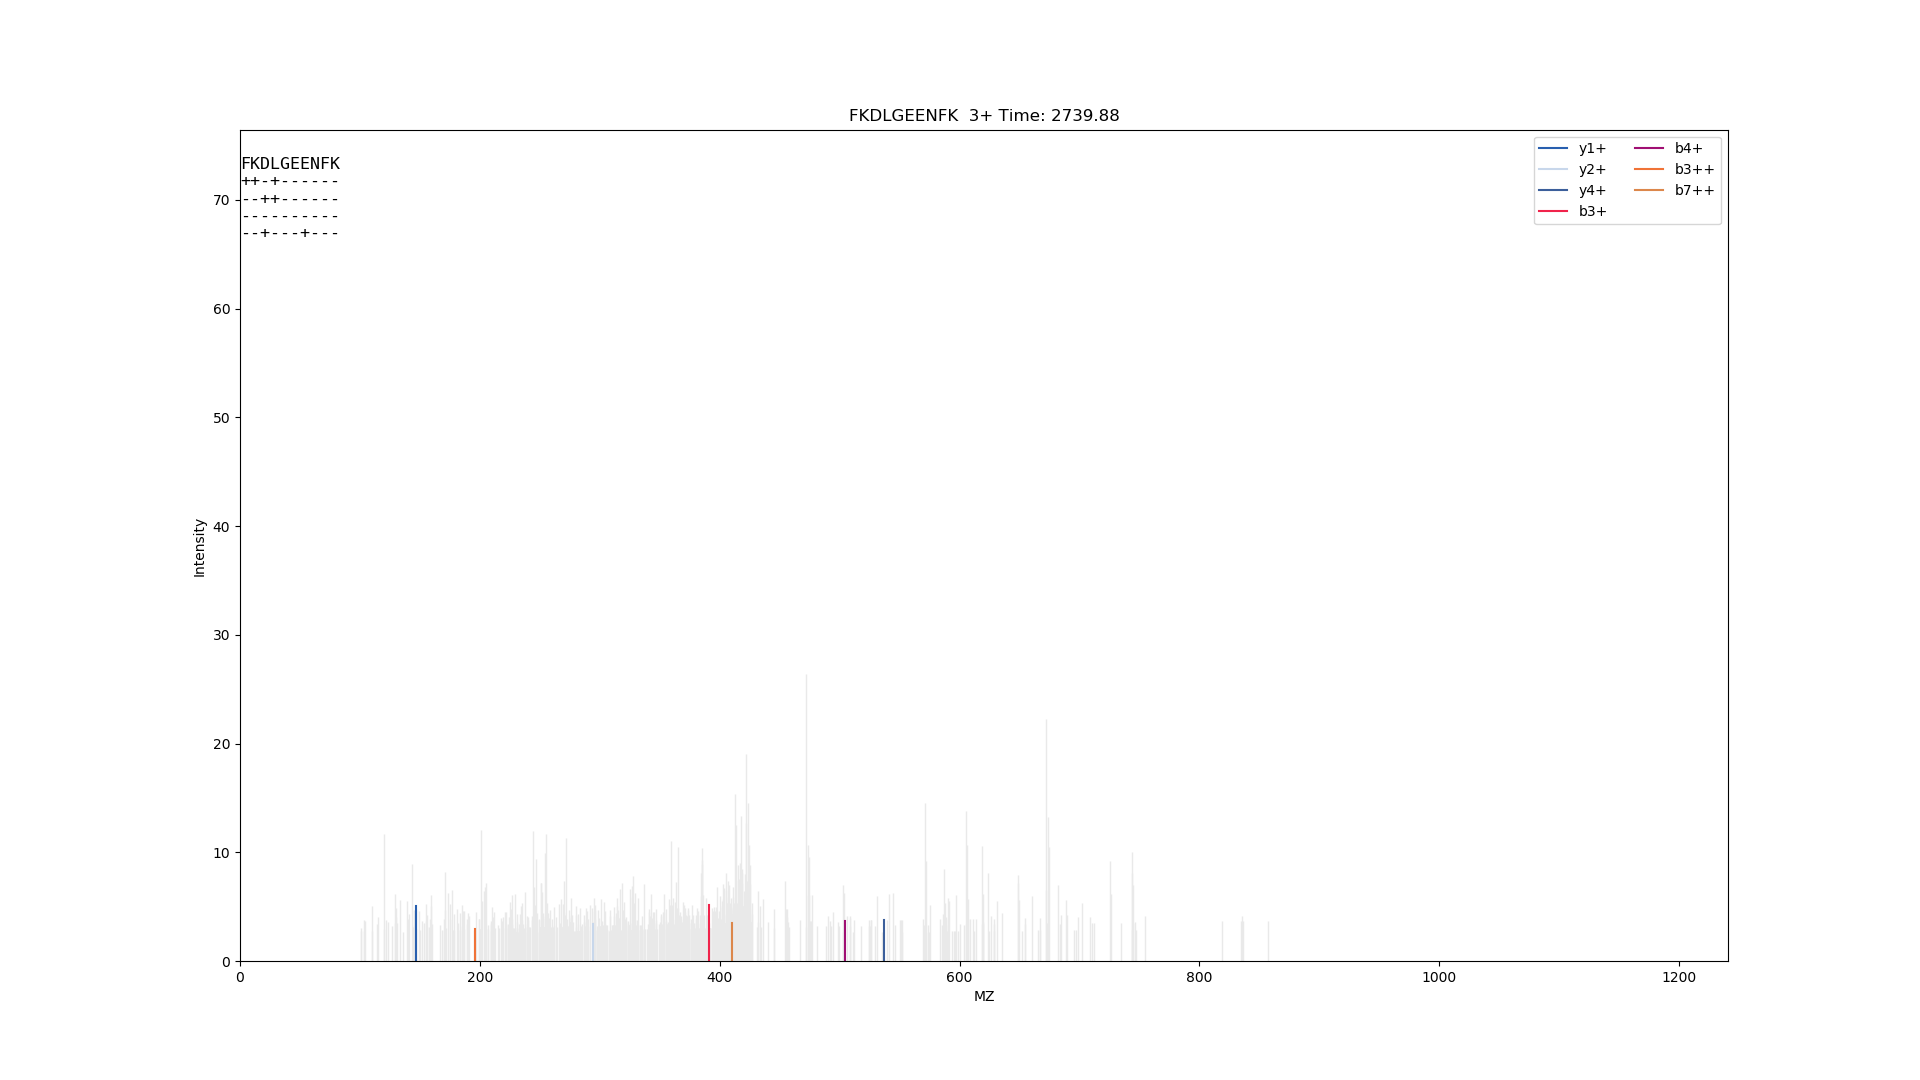 FKDLGEENFK  3+ Time: 2739.88
FKDLGEENFK
++-+------
--++------
----------
--+---+---
y1+
y2+
y4+
b3+
b4+
b3++
b7++
70
60
50
40
30
20
10
0
Intensity
0 200 400 600 800 1000 1200
MZ